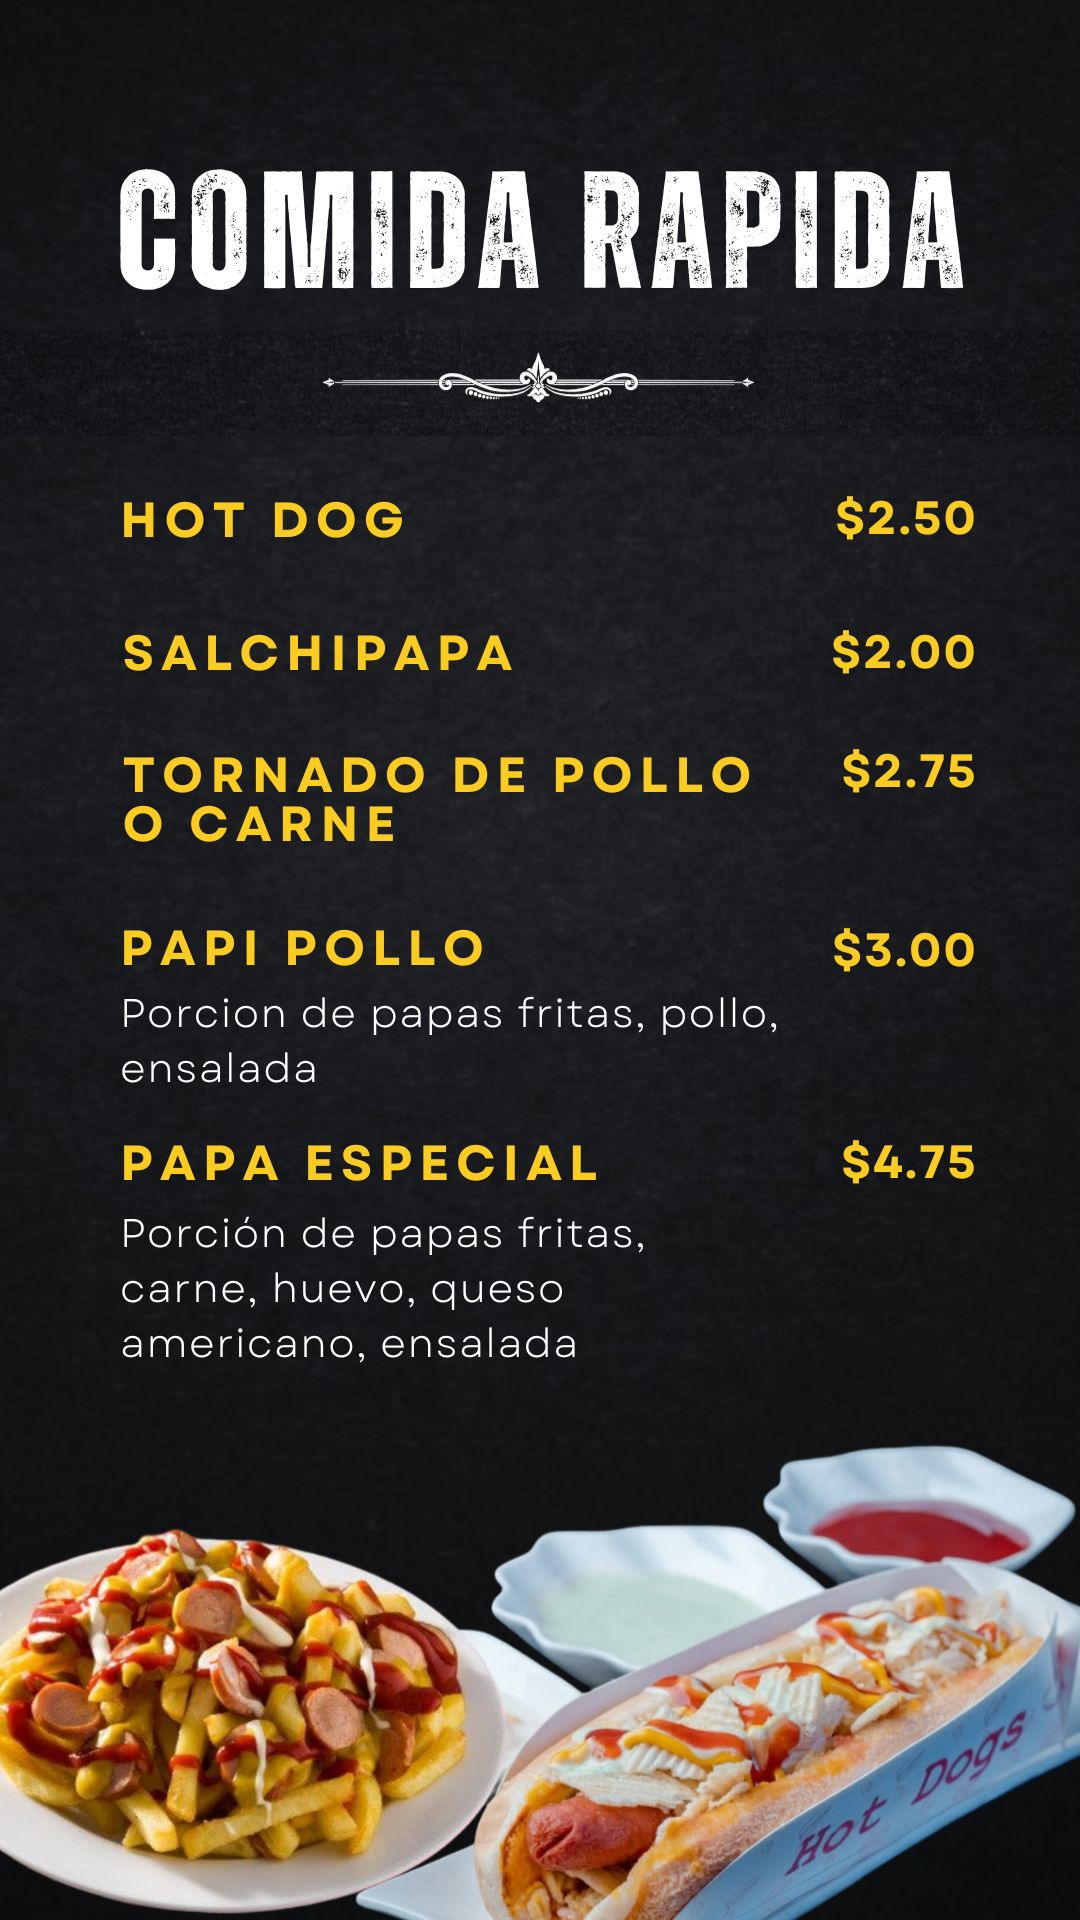 COMIDA RAPIDA
HOT DOG $2.50
SALCHIPAPA $2.00
TORNADO DE POLLO $2.75
O CARNE
PAPI POLLO $3.00
Porcion de papas fritas, pollo,
ensalada
PAPA ESPECIAL $4.75
Porción de papas fritas,
carne, huevo, queso
americano, ensalada
Hot Dogs